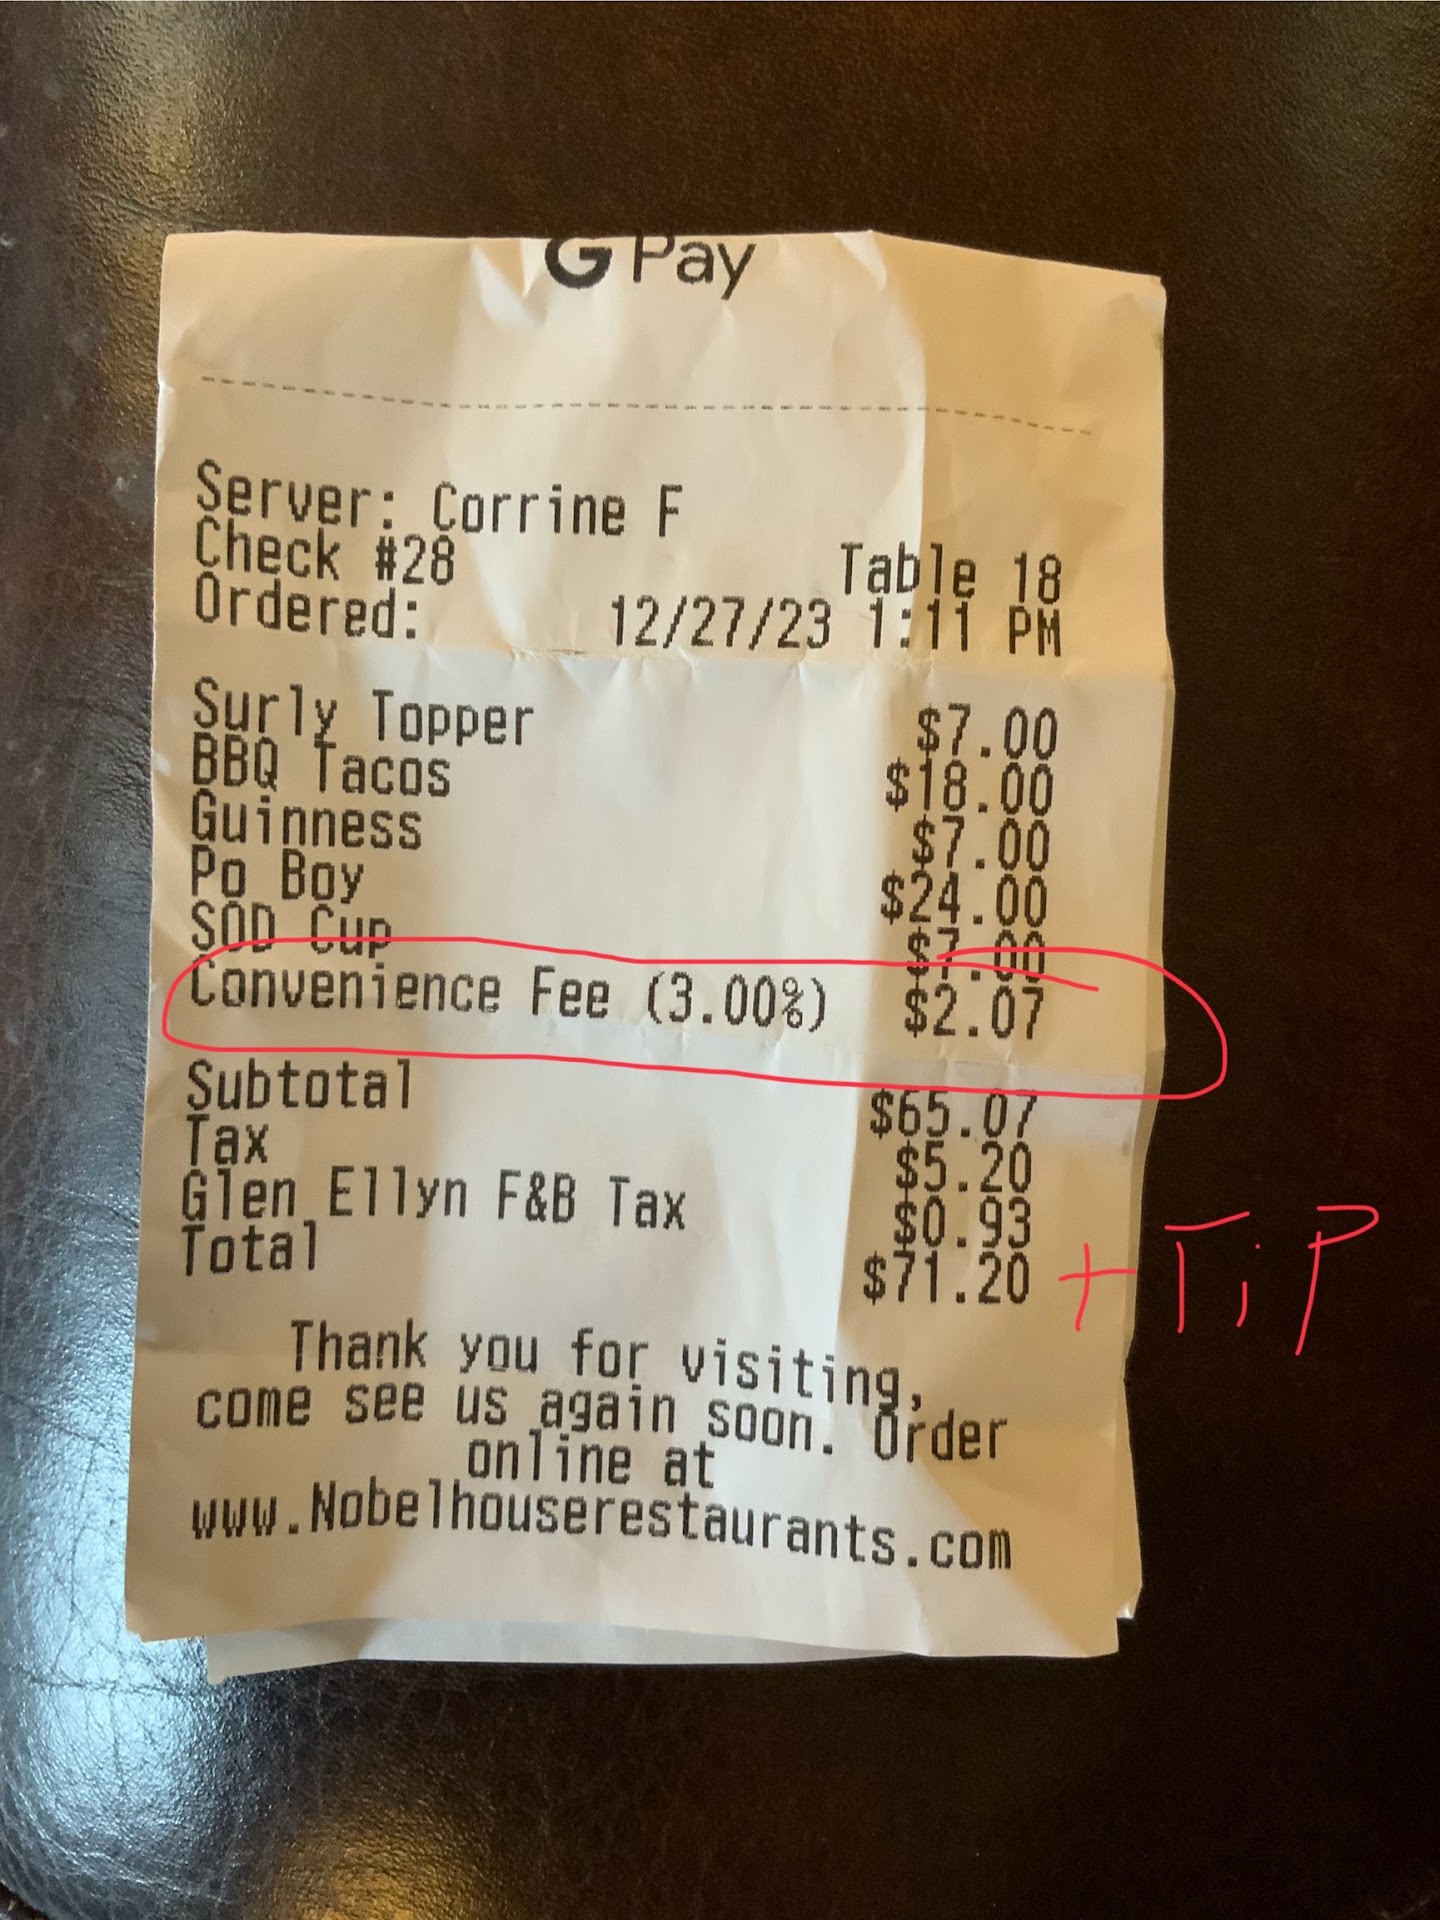 G Pay
Server: Corrine F
Check #28 Table 18
Ordered: 12/27/23 1:11 PM
Surly Topper $7.00
BBQ Tacos $18.00
Guinness $7.00
Po Boy $24.00
SOD Cup $7.00
Convenience Fee (3.00%) $2.07
Subtotal $65.07
Tax $5.20
Glen Ellyn F&B Tax $0.93
Total $71.20 + TiP
Thank you for visiting,
come see us again soon. Order
online at
www.Nobelhouserestaurants.com